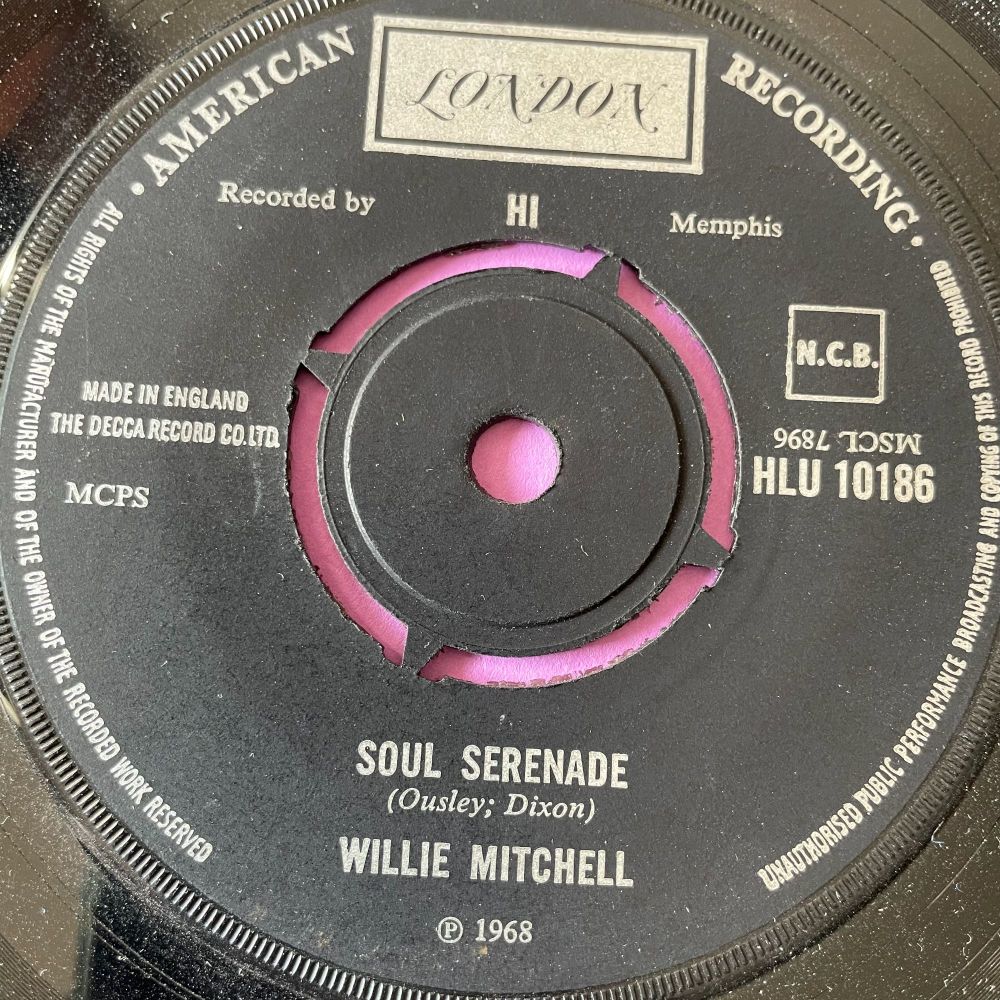 AMERICAN LONDON RECORDING
Recorded by HI Memphis
N.C.B.
MADE IN ENGLAND
THE DECCA RECORD CO. LTD.
MCPS
MSCL 7896
HLU 10186
SOUL SERENADE
(Ousley; Dixon)
WILLIE MITCHELL
℗ 1968
ALL RIGHTS OF THE MANUFACTURER AND OF THE OWNER OF THE RECORDED WORK RESERVED
UNAUTHORISED PUBLIC PERFORMANCE BROADCASTING AND COPYING OF THIS RECORD PROHIBITED